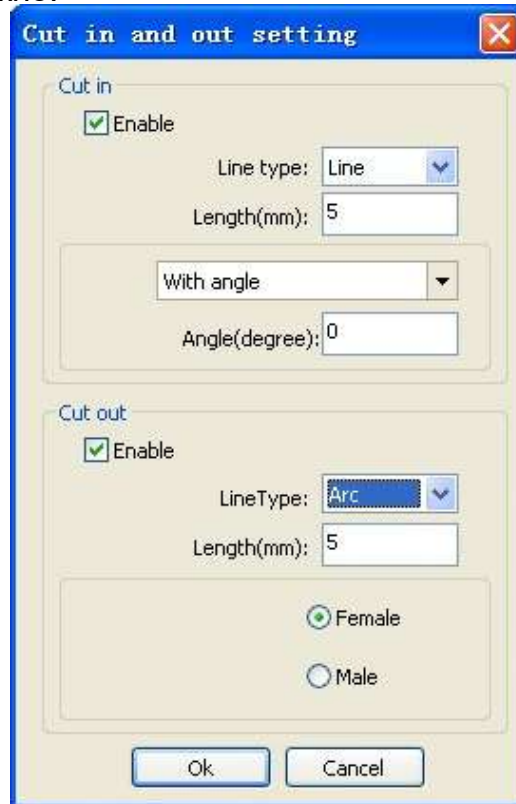 Cut in and out setting
Cut in
Enable
Line type: Line
Length(mm): 5
With angle
Angle(degree): 0
Cut out
Enable
LineType: Arc
Length(mm): 5
Female
Male
Ok Cancel